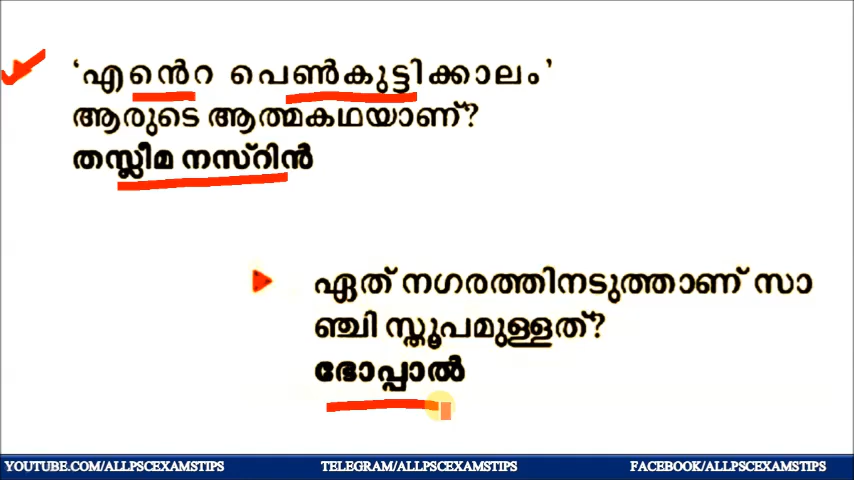 ‘എന്റെ പെൺകുട്ടിക്കാലം’
ആരുടെ ആത്മകഥയാണ്?
തസ്ലീമ നസ്റിൻ
ഏത് നഗരത്തിനടുത്താണ് സാ
ഞ്ചി സ്തൂപമുള്ളത്?
ഭോപ്പാൽ
YOUTUBE.COM/ALLPSCEXAMSTIPS TELEGRAM/ALLPSCEXAMSTIPS FACEBOOK/ALLPSCEXAMSTIPS